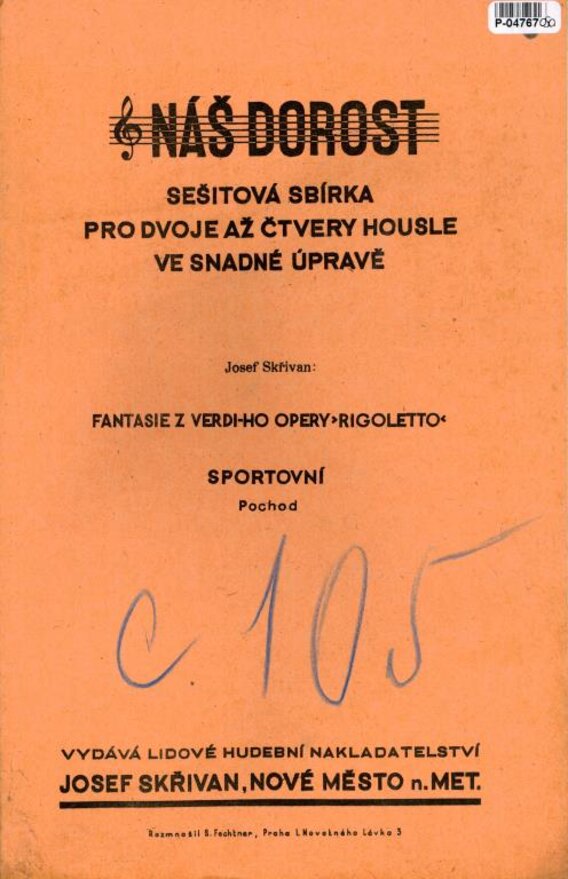 P-04767
NÁŠ DOROST
SEŠITOVÁ SBÍRKA
PRO DVOJE AŽ ČTVERY HOUSLE
VE SNADNÉ ÚPRAVĚ
Josef Skřivan:
FANTASIE Z VERDI-HO OPERY ›RIGOLETTO‹
SPORTOVNÍ
Pochod
c. 105
VYDÁVÁ LIDOVÉ HUDEBNÍ NAKLADATELSTVÍ
JOSEF SKŘIVAN, NOVÉ MĚSTO n. MET.
Rozmnožil S. Fechtner, Praha I. Novotného Lávka 3